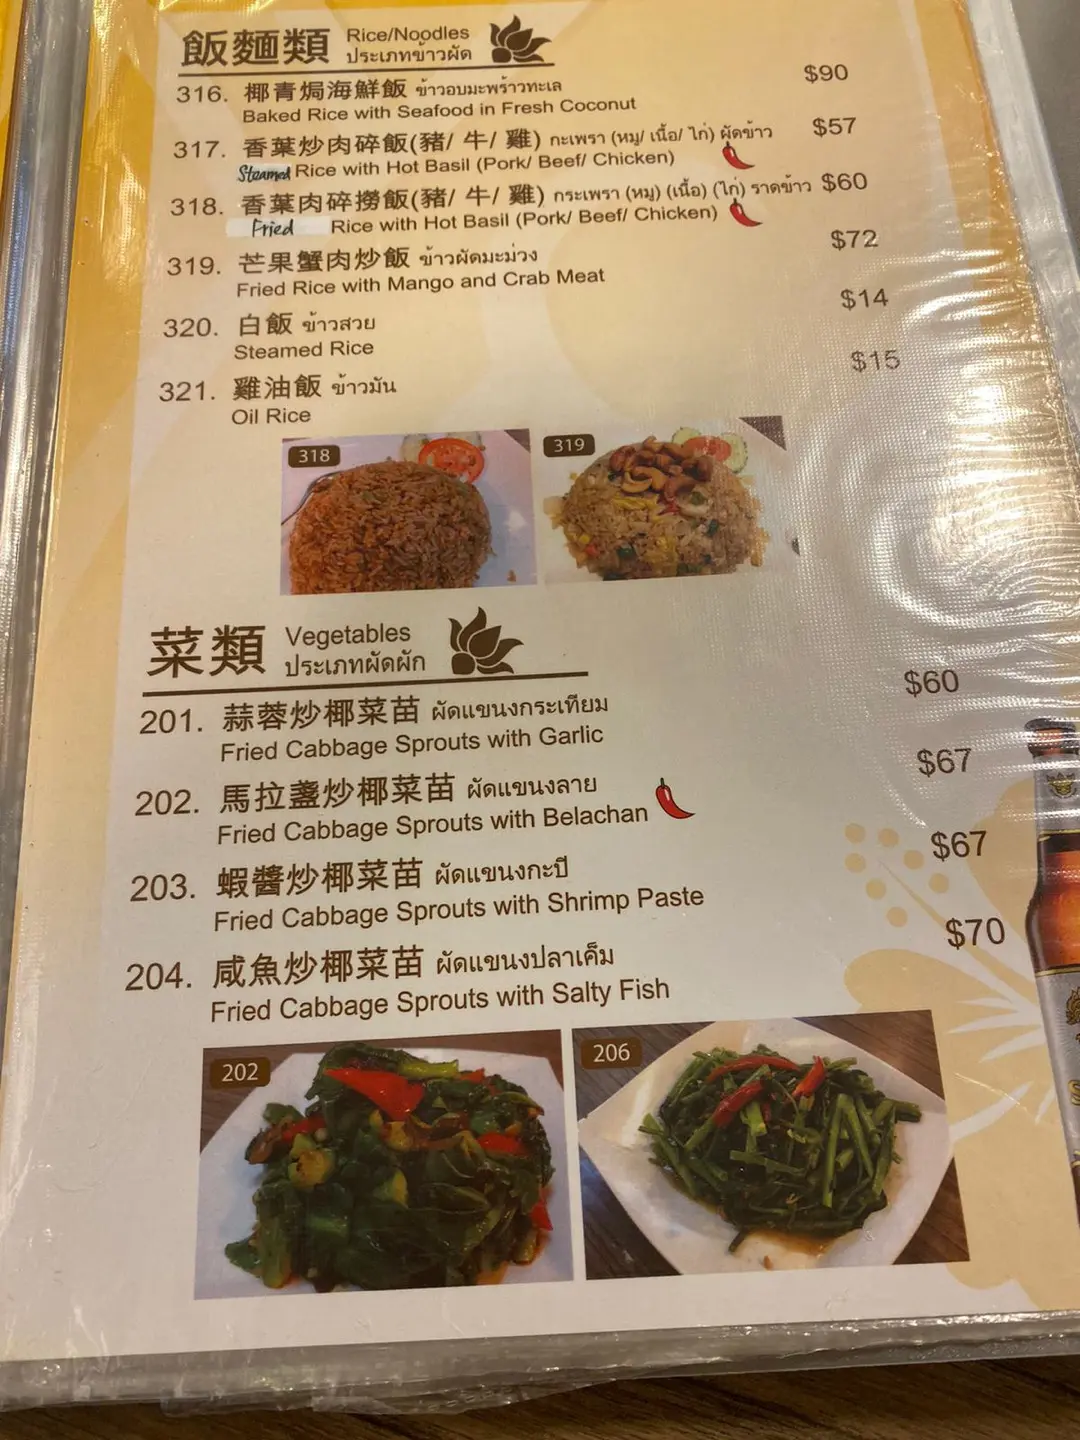 飯麵類 Rice/Noodles
ประเภทข้าวผัด
316. 椰青焗海鮮飯 ข้าวอบมะพร้าวทะเล $90
Baked Rice with Seafood in Fresh Coconut
317. 香葉炒肉碎飯(豬/ 牛/ 雞) กะเพรา (หมู/ เนื้อ/ ไก่) ผัดข้าว $57
Steamed Rice with Hot Basil (Pork/ Beef/ Chicken)
318. 香葉肉碎撈飯(豬/ 牛/ 雞) กระเพรา (หมู) (เนื้อ) (ไก่) ราดข้าว $60
Fried Rice with Hot Basil (Pork/ Beef/ Chicken)
319. 芒果蟹肉炒飯 ข้าวผัดมะม่วง $72
Fried Rice with Mango and Crab Meat
320. 白飯 ข้าวสวย $14
Steamed Rice
321. 雞油飯 ข้าวมัน $15
Oil Rice
318
319
菜類 Vegetables
ประเภทผัดผัก
201. 蒜蓉炒椰菜苗 ผัดแขนงกระเทียม $60
Fried Cabbage Sprouts with Garlic
202. 馬拉盞炒椰菜苗 ผัดแขนงลาย $67
Fried Cabbage Sprouts with Belachan
203. 蝦醬炒椰菜苗 ผัดแขนงกะปิ $67
Fried Cabbage Sprouts with Shrimp Paste
204. 咸魚炒椰菜苗 ผัดแขนงปลาเค็ม $70
Fried Cabbage Sprouts with Salty Fish
202
206